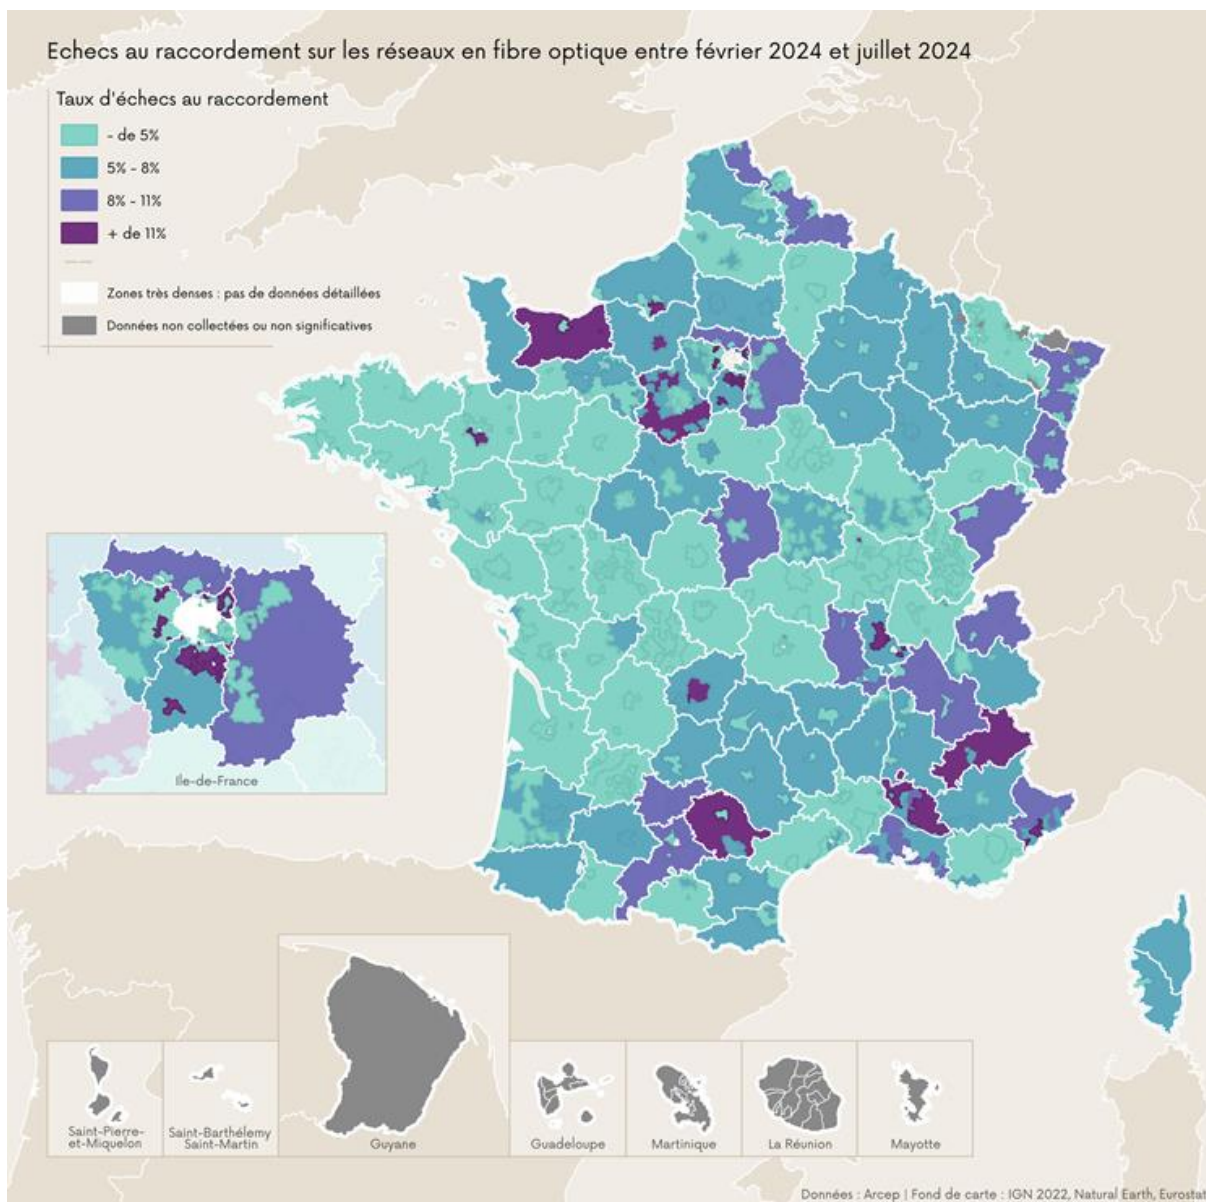 Echecs au raccordement sur les réseaux en fibre optique entre février 2024 et juillet 2024
Taux d'échecs au raccordement
- de 5%
5% - 8%
8% - 11%
+ de 11%
Zones très denses : pas de données détaillées
Données non collectées ou non significatives
Ile-de-France
Saint-Pierre-
et-Miquelon
Saint-Barthélemy
Saint-Martin
Guyane
Guadeloupe
Martinique
La Réunion
Mayotte
Données : Arcep | Fond de carte : IGN 2022, Natural Earth, Eurostat